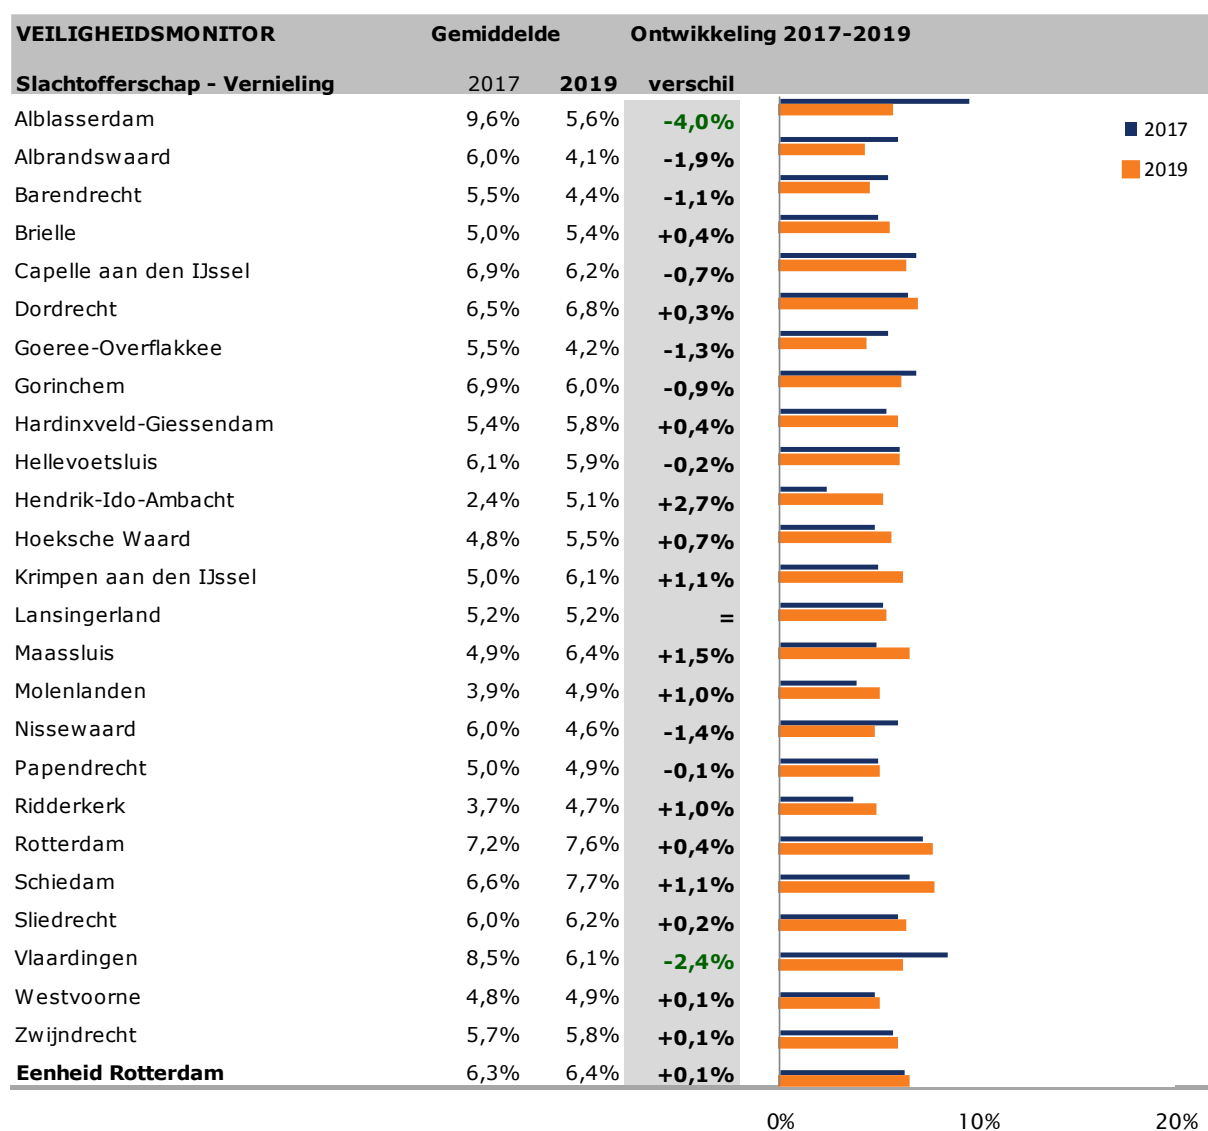 VEILIGHEIDSMONITOR Gemiddelde Ontwikkeling 2017-2019
Slachtofferschap - Vernieling 2017 2019 verschil
Alblasserdam 9,6% 5,6% -4,0%
2017
Albrandswaard 6,0% 4,1% -1,9%
2019
Barendrecht 5,5% 4,4% -1,1%
Brielle 5,0% 5,4% +0,4%
Capelle aan den IJssel 6,9% 6,2% -0,7%
Dordrecht 6,5% 6,8% +0,3%
Goeree-Overflakkee 5,5% 4,2% -1,3%
Gorinchem 6,9% 6,0% -0,9%
Hardinxveld-Giessendam 5,4% 5,8% +0,4%
Hellevoetsluis 6,1% 5,9% -0,2%
Hendrik-Ido-Ambacht 2,4% 5,1% +2,7%
Hoeksche Waard 4,8% 5,5% +0,7%
Krimpen aan den IJssel 5,0% 6,1% +1,1%
Lansingerland 5,2% 5,2% =
Maassluis 4,9% 6,4% +1,5%
Molenlanden 3,9% 4,9% +1,0%
Nissewaard 6,0% 4,6% -1,4%
Papendrecht 5,0% 4,9% -0,1%
Ridderkerk 3,7% 4,7% +1,0%
Rotterdam 7,2% 7,6% +0,4%
Schiedam 6,6% 7,7% +1,1%
Sliedrecht 6,0% 6,2% +0,2%
Vlaardingen 8,5% 6,1% -2,4%
Westvoorne 4,8% 4,9% +0,1%
Zwijndrecht 5,7% 5,8% +0,1%
Eenheid Rotterdam 6,3% 6,4% +0,1%
0% 10% 20%